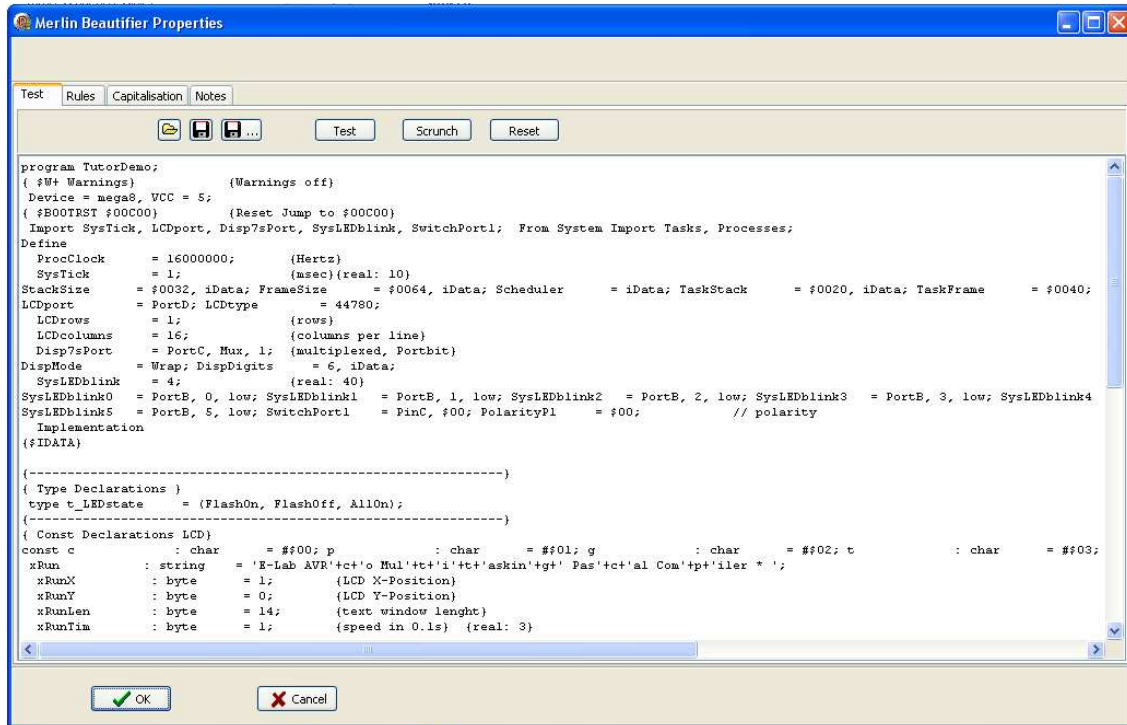 Merlin Beautifier Properties
Test Rules Capitalisation Notes
... Test Scrunch Reset
program TutorDemo;
{ $W+ Warnings}            {Warnings off}
 Device = mega8, VCC = 5;
{ $BOOTRST $00C00}         {Reset Jump to $00C00}
 Import SysTick, LCDport, Disp7sPort, SysLEDblink, SwitchPort1;  From System Import Tasks, Processes;
Define
  ProcClock      = 16000000;       {Hertz}
  SysTick        = 1;              {msec}{real: 10}
StackSize      = $0032, iData; FrameSize      = $0064, iData; Scheduler      = iData; TaskStack      = $0020, iData; TaskFrame      = $0040;
LCDport        = PortD; LCDtype        = 44780;
  LCDrows        = 1;              {rows}
  LCDcolumns     = 16;             {columns per line}
  Disp7sPort     = PortC, Mux, 1;  {multiplexed, Portbit}
DispMode       = Wrap; DispDigits     = 6, iData;
  SysLEDblink    = 4;              {real: 40}
SysLEDblink0   = PortB, 0, low; SysLEDblink1   = PortB, 1, low; SysLEDblink2   = PortB, 2, low; SysLEDblink3   = PortB, 3, low; SysLEDblink4
SysLEDblink5   = PortB, 5, low; SwitchPort1    = PinC, $00; PolarityP1     = $00;            // polarity
  Implementation
{$IDATA}
{--------------------------------------------------------------}
{ Type Declarations }
 type t_LEDstate     = (FlashOn, FlashOff, AllOn);
{--------------------------------------------------------------}
{ Const Declarations LCD}
const c             : char      = #$00; p             : char      = #$01; g             : char      = #$02; t             : char      = #$03;
 xRun           : string    = 'E-Lab AVR'+c+'o Mul'+t+'i'+t+'askin'+g+' Pas'+c+'al Com'+p+'iler * ';
  xRunX          : byte      = 1;        {LCD X-Position}
  xRunY          : byte      = 0;        {LCD Y-Position}
  xRunLen        : byte      = 14;       {text window lenght}
  xRunTim        : byte      = 1;        {speed in 0.1s}  {real: 3}
OK Cancel